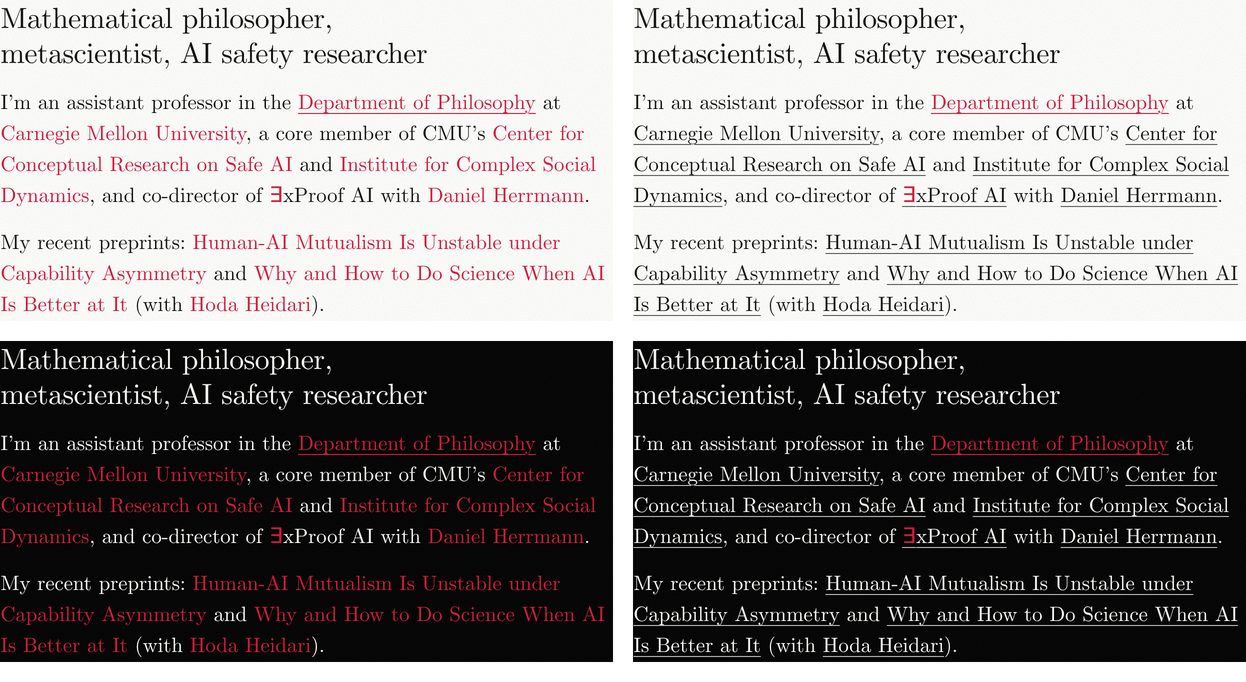 Mathematical philosopher,
metascientist, AI safety researcher
I'm an assistant professor in the Department of Philosophy at
Carnegie Mellon University, a core member of CMU's Center for
Conceptual Research on Safe AI and Institute for Complex Social
Dynamics, and co-director of ∃xProof AI with Daniel Herrmann.
My recent preprints: Human-AI Mutualism Is Unstable under
Capability Asymmetry and Why and How to Do Science When AI
Is Better at It (with Hoda Heidari).
Mathematical philosopher,
metascientist, AI safety researcher
I'm an assistant professor in the Department of Philosophy at
Carnegie Mellon University, a core member of CMU's Center for
Conceptual Research on Safe AI and Institute for Complex Social
Dynamics, and co-director of ∃xProof AI with Daniel Herrmann.
My recent preprints: Human-AI Mutualism Is Unstable under
Capability Asymmetry and Why and How to Do Science When AI
Is Better at It (with Hoda Heidari).
Mathematical philosopher,
metascientist, AI safety researcher
I'm an assistant professor in the Department of Philosophy at
Carnegie Mellon University, a core member of CMU's Center for
Conceptual Research on Safe AI and Institute for Complex Social
Dynamics, and co-director of ∃xProof AI with Daniel Herrmann.
My recent preprints: Human-AI Mutualism Is Unstable under
Capability Asymmetry and Why and How to Do Science When AI
Is Better at It (with Hoda Heidari).
Mathematical philosopher,
metascientist, AI safety researcher
I'm an assistant professor in the Department of Philosophy at
Carnegie Mellon University, a core member of CMU's Center for
Conceptual Research on Safe AI and Institute for Complex Social
Dynamics, and co-director of ∃xProof AI with Daniel Herrmann.
My recent preprints: Human-AI Mutualism Is Unstable under
Capability Asymmetry and Why and How to Do Science When AI
Is Better at It (with Hoda Heidari).